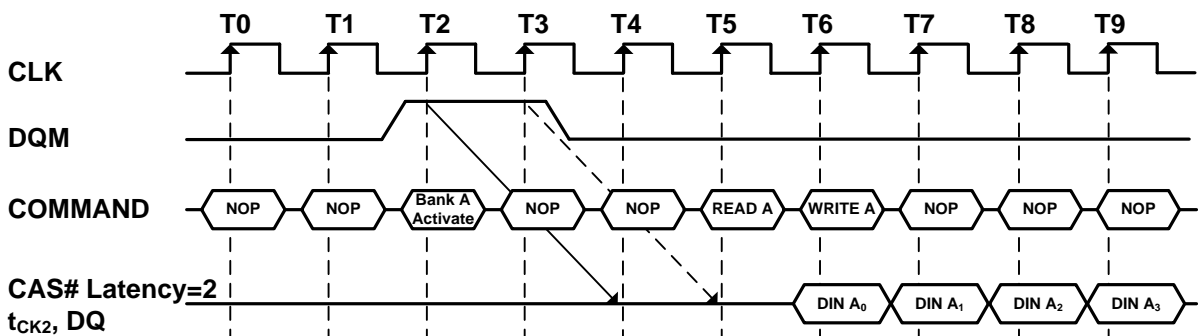 T0 T1 T2 T3 T4 T5 T6 T7 T8 T9
CLK
DQM
COMMAND NOP NOP Bank A Activate NOP NOP READ A WRITE A NOP NOP NOP
CAS# Latency=2
tCK2, DQ DIN A0 DIN A1 DIN A2 DIN A3